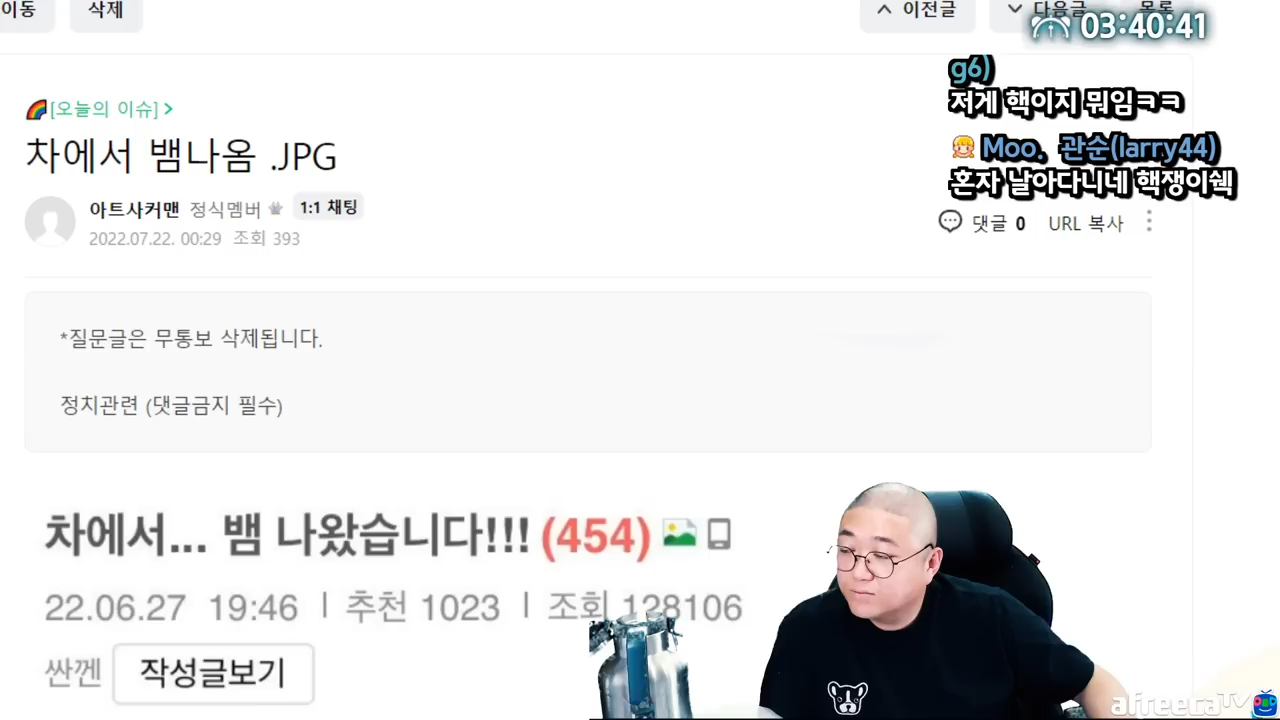 이동
삭제
이전글
다음글
목록
03:40:41
g6)
저게 핵이지 뭐임ㅋㅋ
Moo. 관순(larry44)
혼자 날아다니네 핵쟁이쉑
[오늘의 이슈] >
차에서 뱀나옴 .JPG
아트사커맨 정식멤버 1:1 채팅
2022.07.22. 00:29 조회 393
댓글 0 URL 복사
*질문글은 무통보 삭제됩니다.
정치관련 (댓글금지 필수)
차에서... 뱀 나왔습니다!!! (454)
22.06.27 19:46 | 추천 1023 | 조회 128106
싼껜 작성글보기
afreecaTV